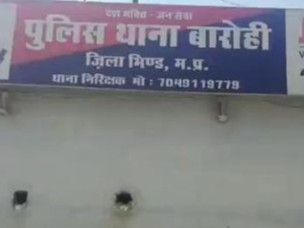 देश भक्ति - जन सेवा
पुलिस थाना बारोही
ज़िला भिण्ड, म.प्र.
थाना निरिक्षक मो : 7049119779